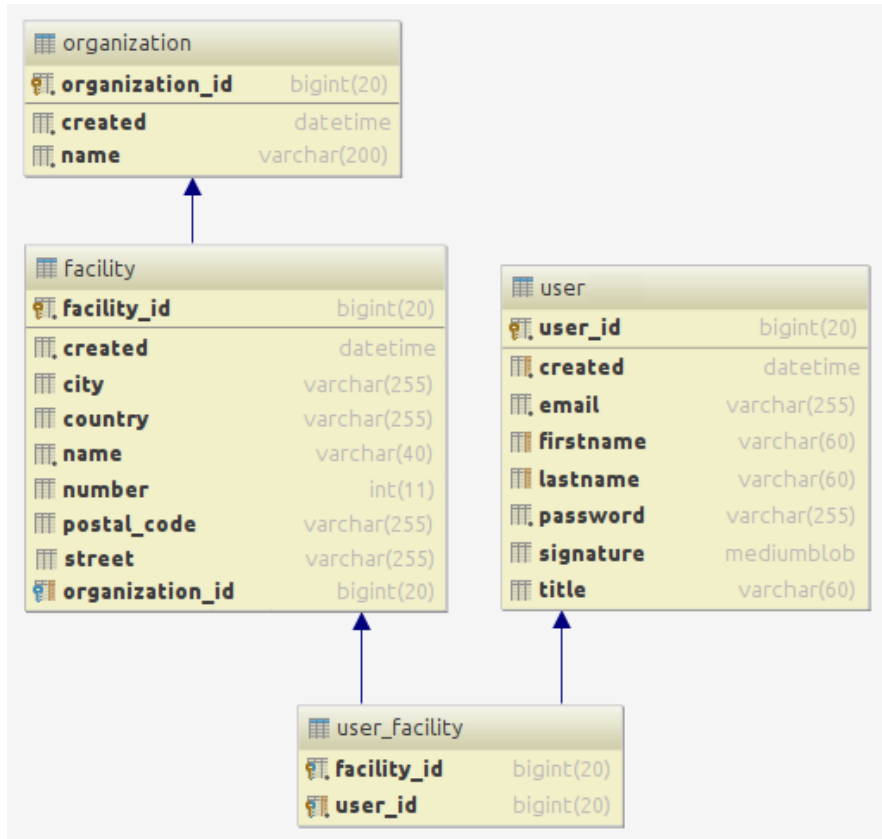 organization
organization_id bigint(20)
created datetime
name varchar(200)
facility
facility_id bigint(20)
created datetime
city varchar(255)
country varchar(255)
name varchar(40)
number int(11)
postal_code varchar(255)
street varchar(255)
organization_id bigint(20)
user
user_id bigint(20)
created datetime
email varchar(255)
firstname varchar(60)
lastname varchar(60)
password varchar(255)
signature mediumblob
title varchar(60)
user_facility
facility_id bigint(20)
user_id bigint(20)